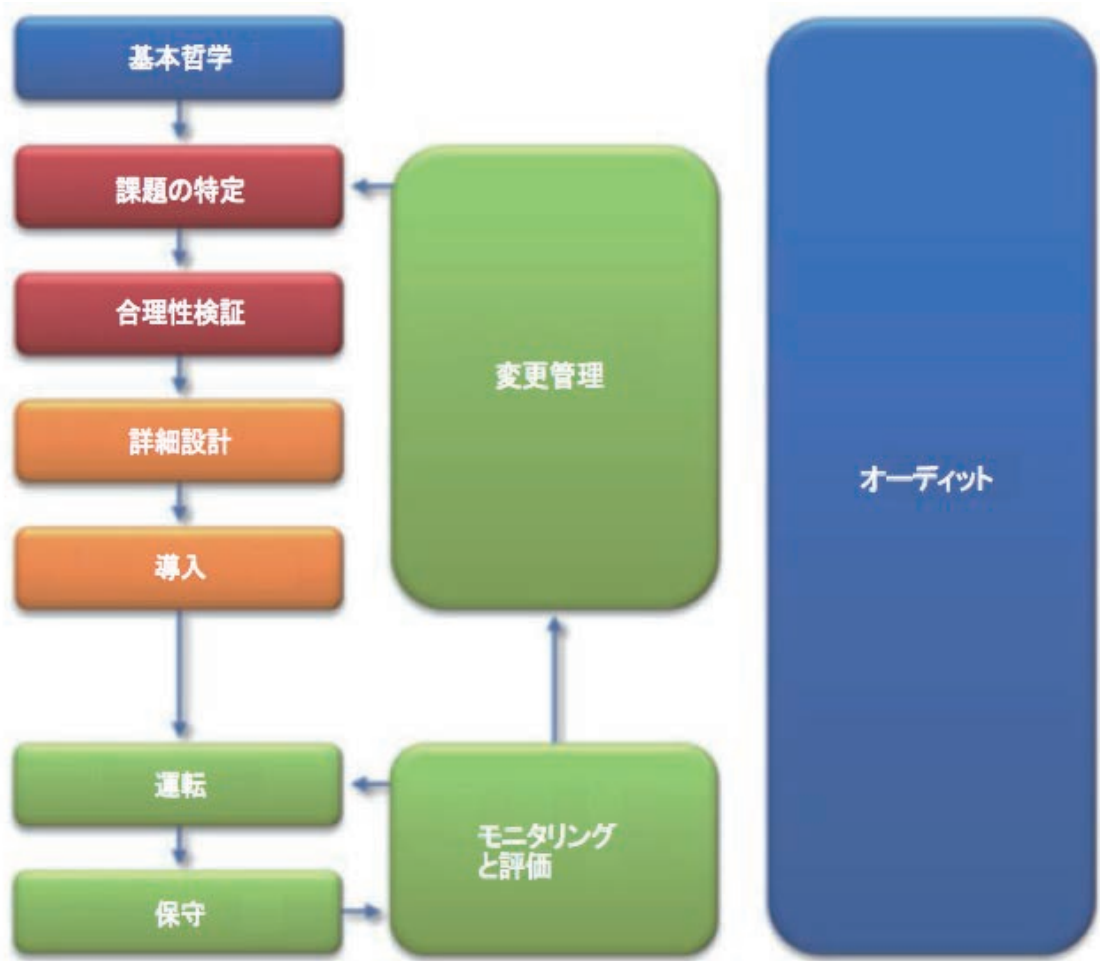 基本哲学
課題の特定
合理性検証
詳細設計
導入
運転
保守
変更管理
モニタリング
と評価
オーディット